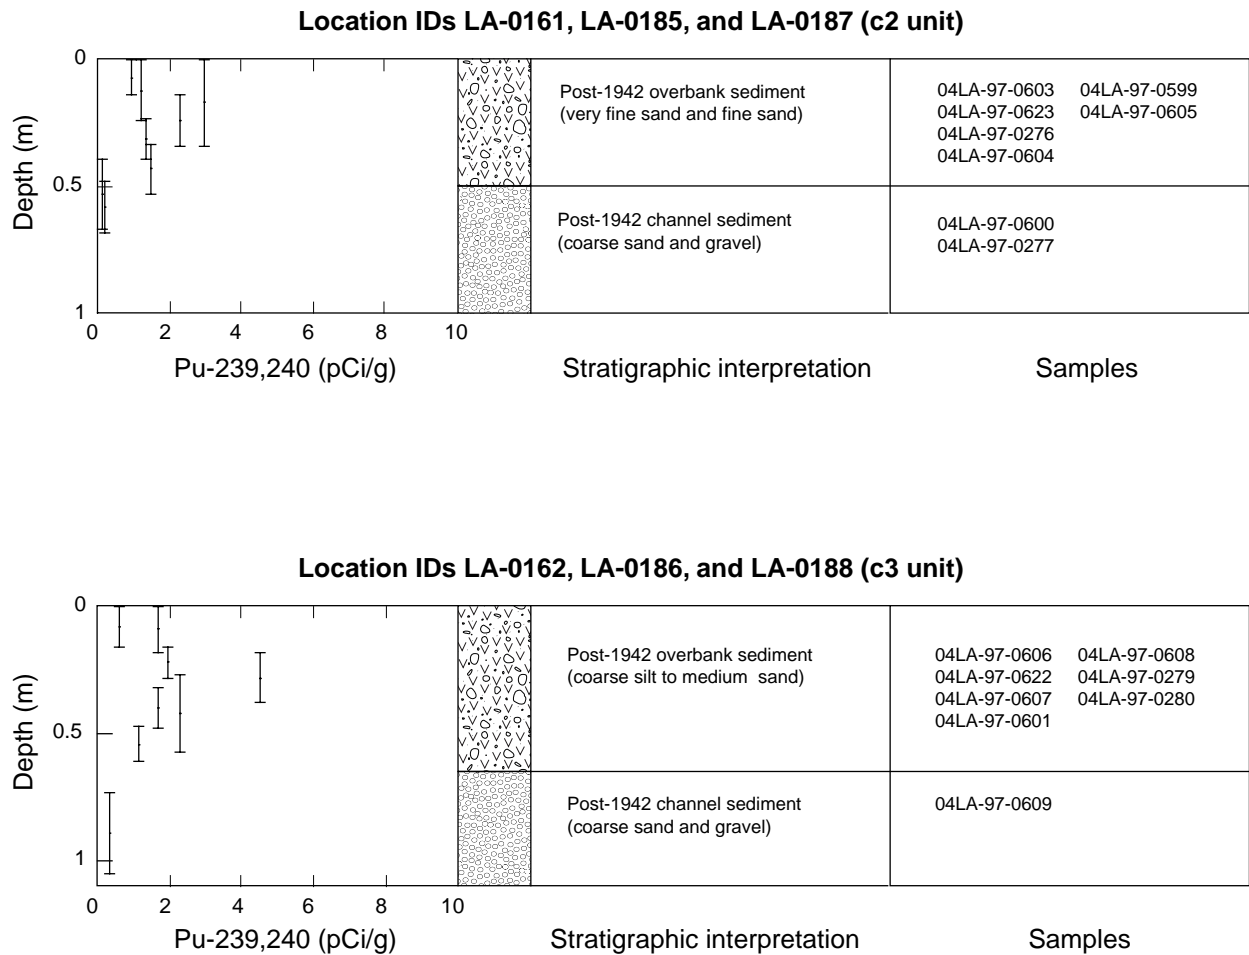 Location IDs LA-0161, LA-0185, and LA-0187 (c2 unit)
0
0.5
1
Depth (m)
0 2 4 6 8 10
Pu-239,240 (pCi/g)
Post-1942 overbank sediment
(very fine sand and fine sand)
Post-1942 channel sediment
(coarse sand and gravel)
Stratigraphic interpretation
04LA-97-0603 04LA-97-0599
04LA-97-0623 04LA-97-0605
04LA-97-0276
04LA-97-0604
04LA-97-0600
04LA-97-0277
Samples
Location IDs LA-0162, LA-0186, and LA-0188 (c3 unit)
0
0.5
1
Depth (m)
0 2 4 6 8 10
Pu-239,240 (pCi/g)
Post-1942 overbank sediment
(coarse silt to medium sand)
Post-1942 channel sediment
(coarse sand and gravel)
Stratigraphic interpretation
04LA-97-0606 04LA-97-0608
04LA-97-0622 04LA-97-0279
04LA-97-0607 04LA-97-0280
04LA-97-0601
04LA-97-0609
Samples